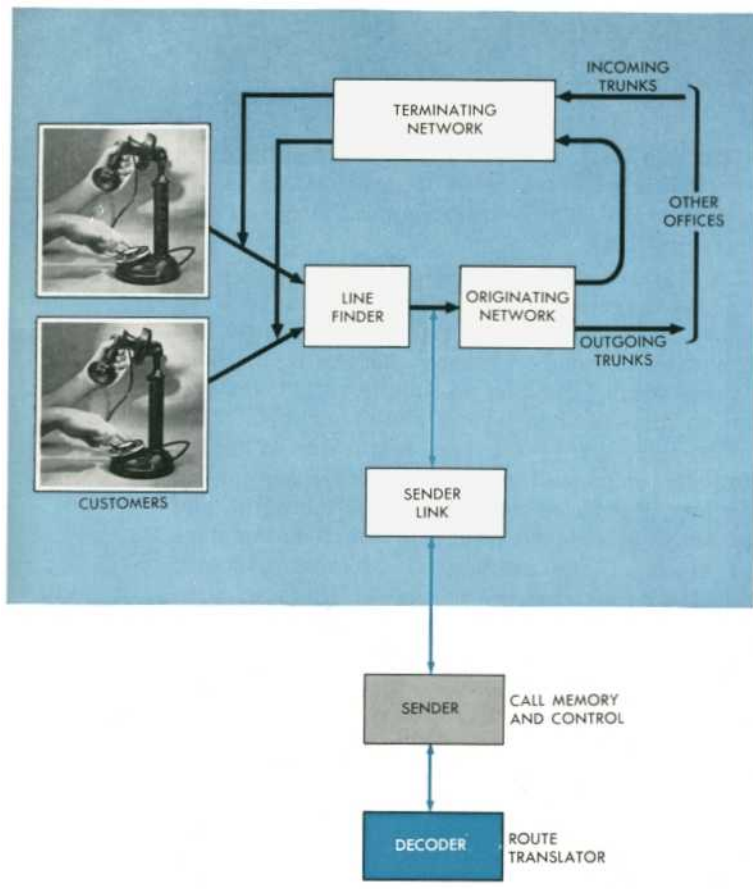 INCOMING
TRUNKS
TERMINATING
NETWORK
OTHER
OFFICES
LINE
FINDER
ORIGINATING
NETWORK
OUTGOING
TRUNKS
CUSTOMERS
SENDER
LINK
SENDER
CALL MEMORY
AND CONTROL
DECODER
ROUTE
TRANSLATOR